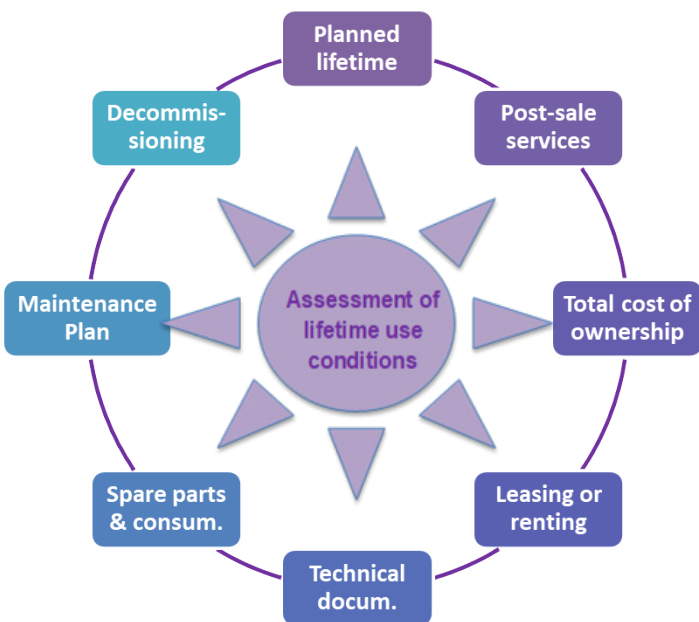 Planned
lifetime
Decommis-
sioning
Post-sale
services
Assessment of
lifetime use
conditions
Maintenance
Plan
Total cost of
ownership
Spare parts
& consum.
Leasing or
renting
Technical
docum.